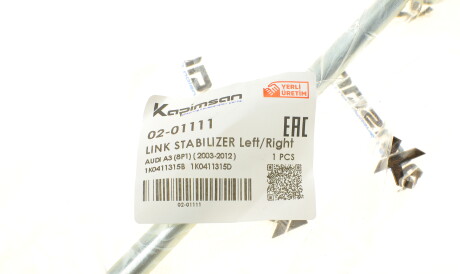 Kapimsan
YERLİ
ÜRETİM
02-01111
EAC
LINK STABILIZER Left/Right
AUDI A3 (8P1) (2003-2012)
1 PCS
1K0411315B 1K0411315D
02-01111